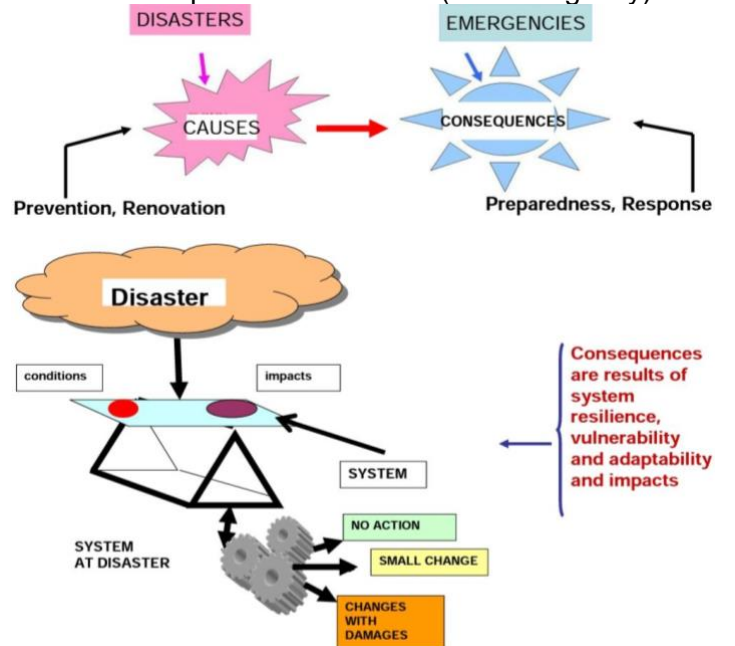 DISASTERS
EMERGENCIES
CAUSES
CONSEQUENCES
Prevention, Renovation
Preparedness, Response
Disaster
conditions
impacts
Consequences
are results of
system
resilience,
vulnerability
and adaptability
and impacts
SYSTEM
NO ACTION
SYSTEM
AT DISASTER
SMALL CHANGE
CHANGES
WITH
DAMAGES